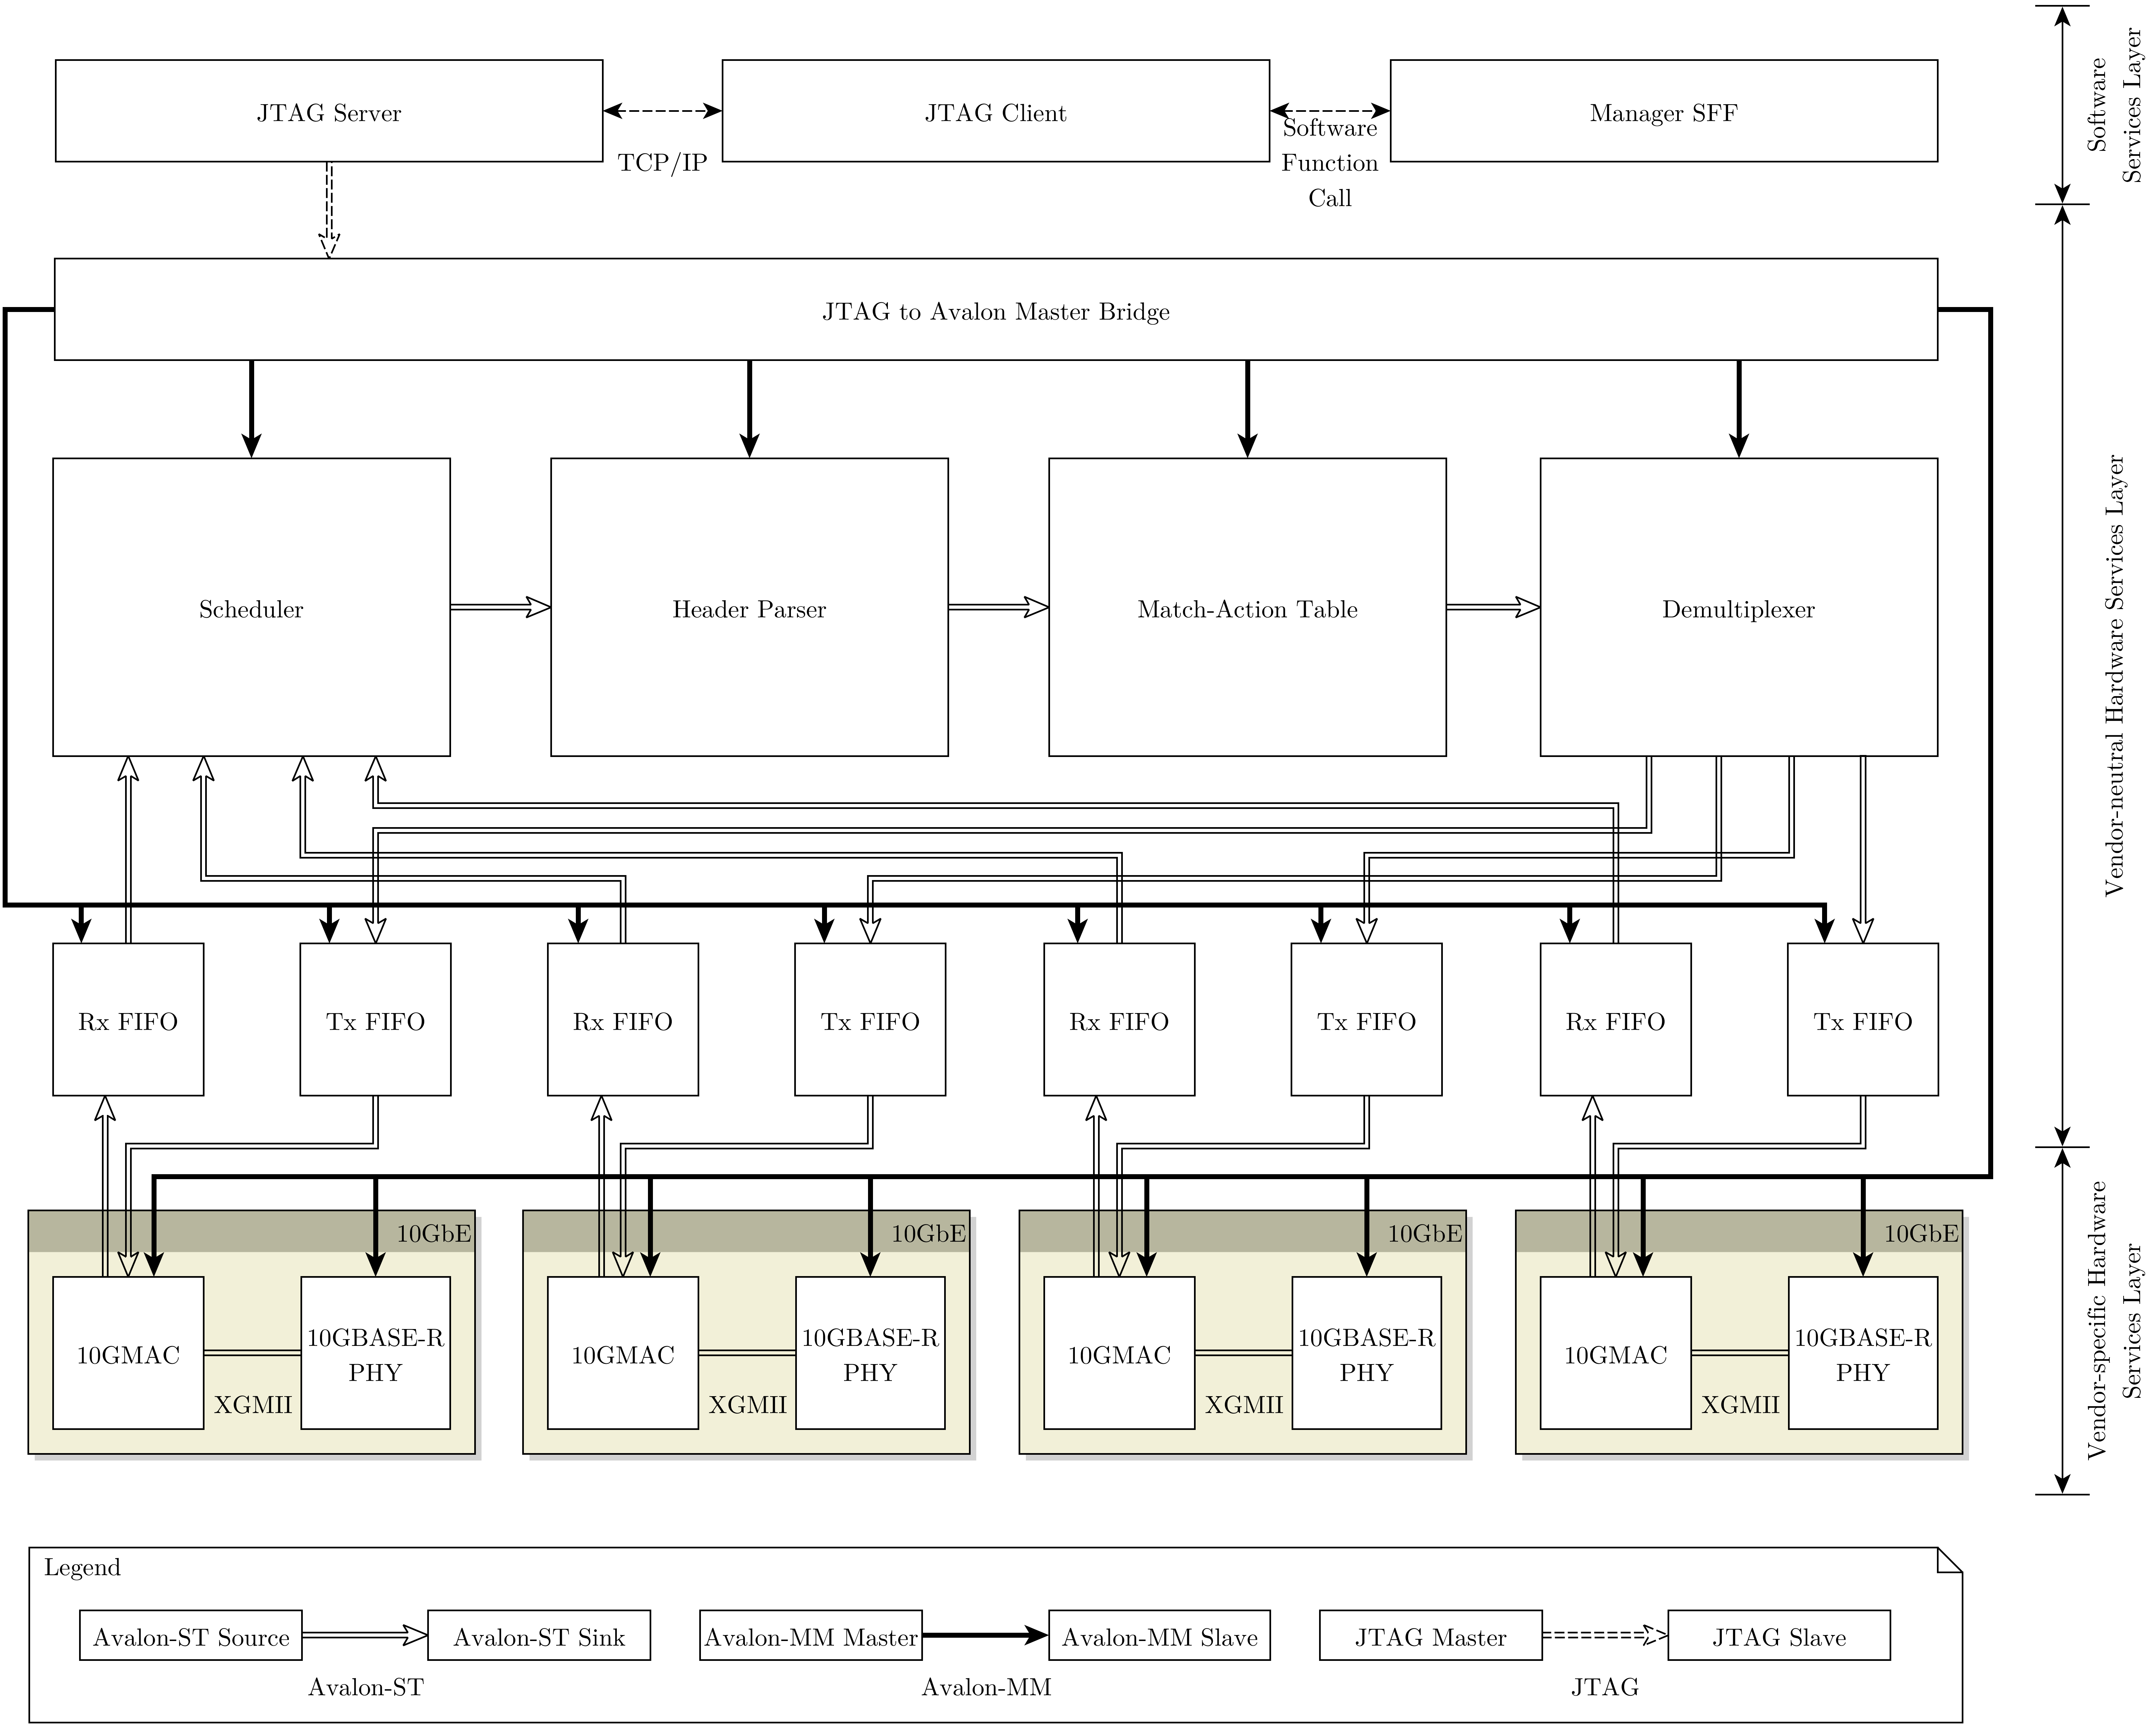 JTAG Server
JTAG Client
Manager SFF
TCP/IP
Software
Function
Call
Software
Services Layer
JTAG to Avalon Master Bridge
Scheduler
Header Parser
Match-Action Table
Demultiplexer
Vendor-neutral Hardware Services Layer
Rx FIFO
Tx FIFO
Rx FIFO
Tx FIFO
Rx FIFO
Tx FIFO
Rx FIFO
Tx FIFO
10GbE
10GbE
10GbE
10GbE
10GMAC
XGMII
10GBASE-R
PHY
10GMAC
XGMII
10GBASE-R
PHY
10GMAC
XGMII
10GBASE-R
PHY
10GMAC
XGMII
10GBASE-R
PHY
Vendor-specific Hardware
Services Layer
Legend
Avalon-ST Source
Avalon-ST Sink
Avalon-MM Master
Avalon-MM Slave
JTAG Master
JTAG Slave
Avalon-ST
Avalon-MM
JTAG